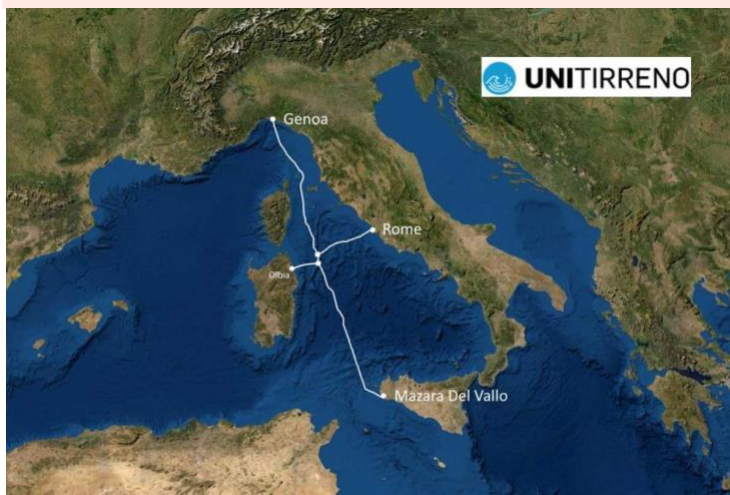 UNITIRRENO
Genoa
Rome
Olbia
Mazara Del Vallo